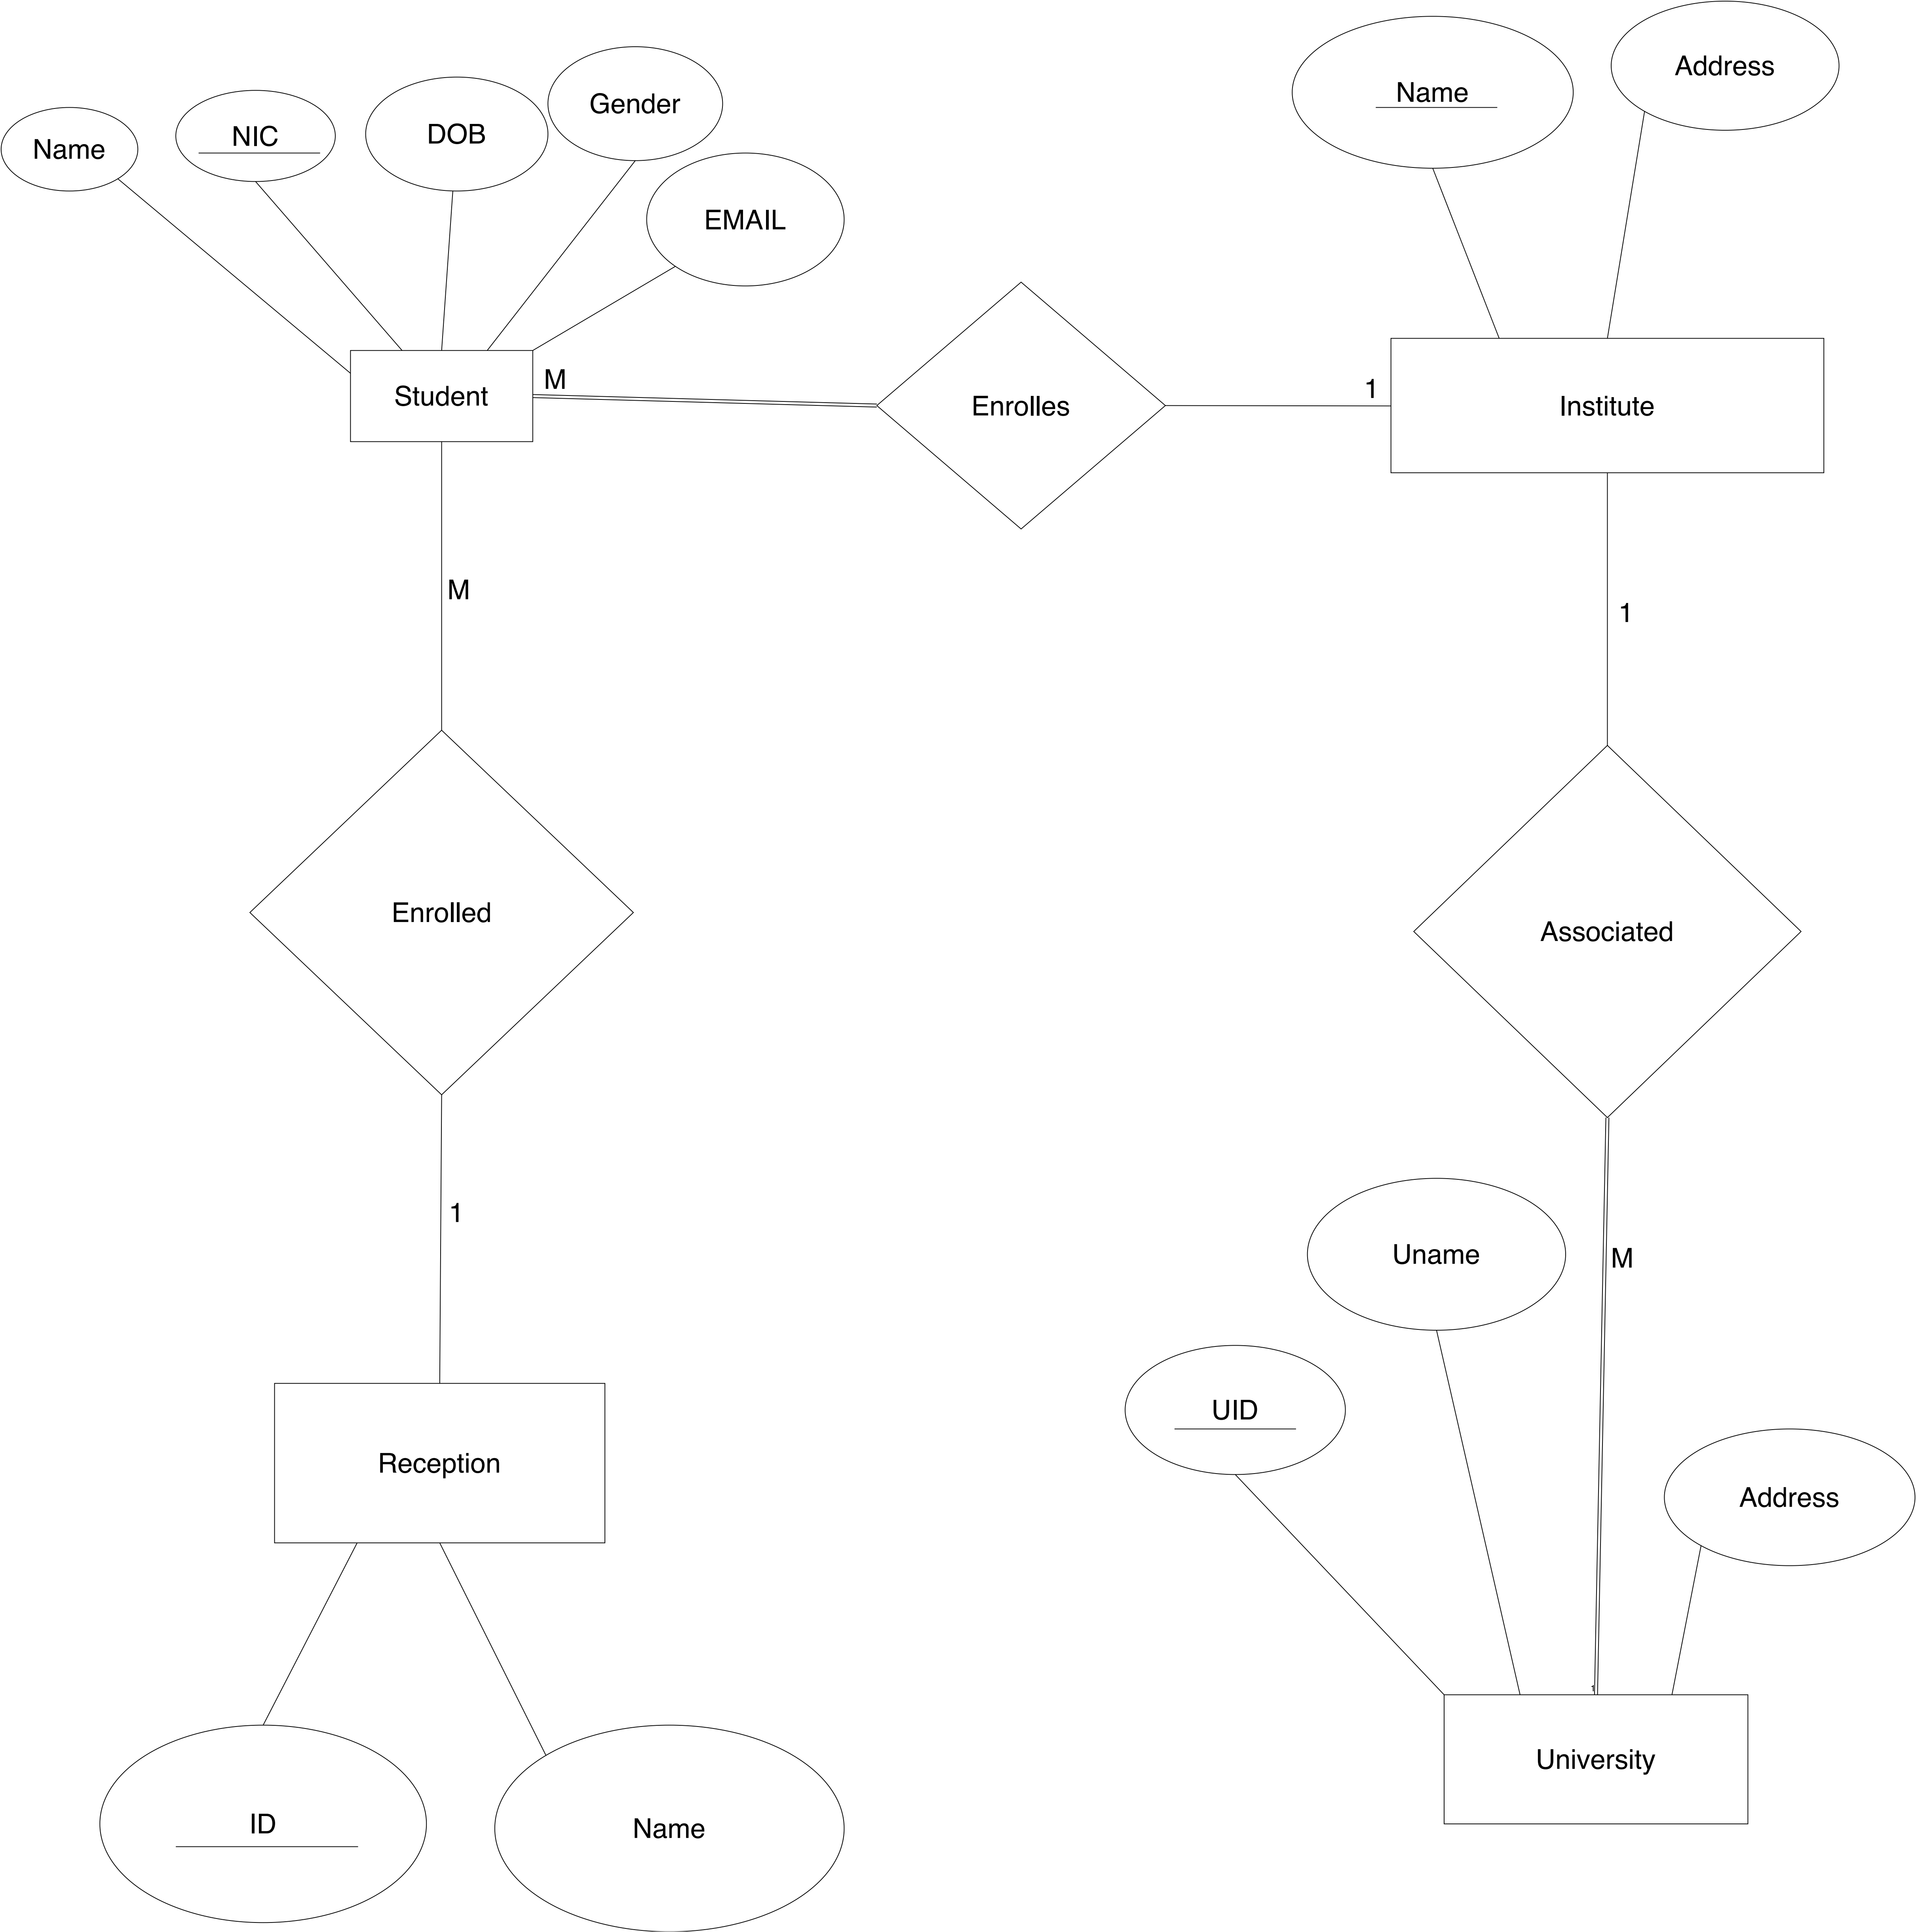 Name
NIC
DOB
Gender
EMAIL
Name
Address
Student
M
Enrolles
1
Institute
M
1
Enrolled
Associated
1
M
Uname
UID
Address
Reception
1
University
ID
Name